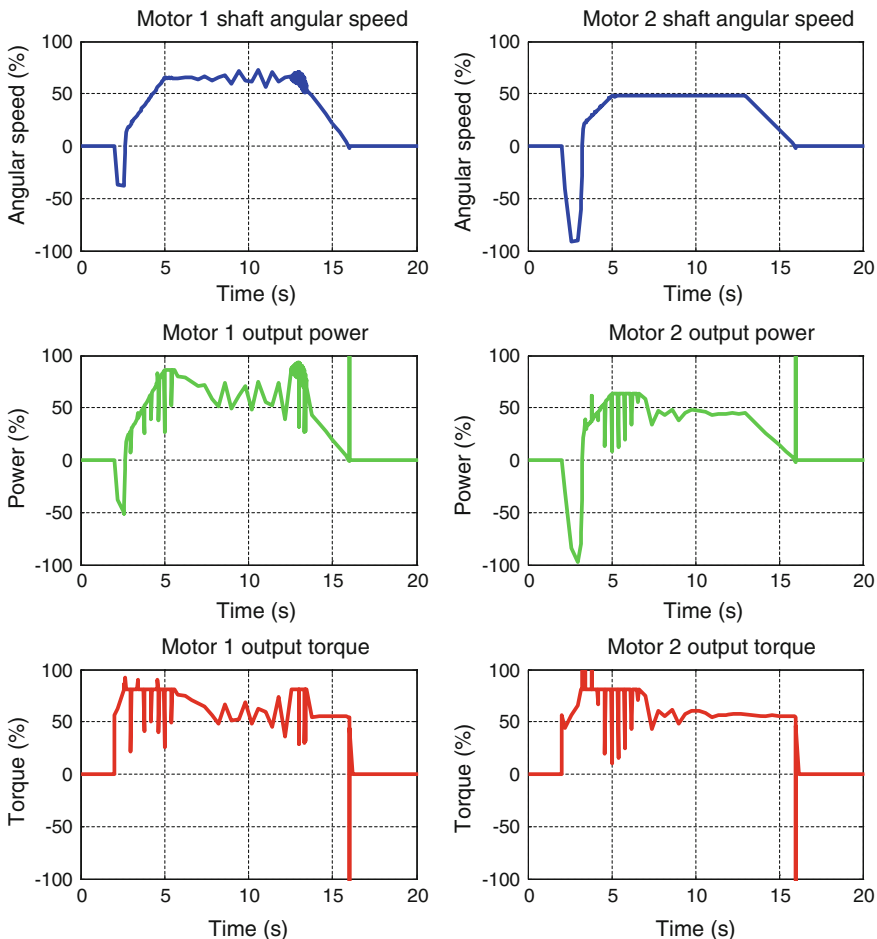 Motor 1 shaft angular speed
Motor 2 shaft angular speed
Angular speed (%)
100
50
0
-50
-100
0 5 10 15 20
Time (s)
Angular speed (%)
100
50
0
-50
-100
0 5 10 15 20
Time (s)
Motor 1 output power
Motor 2 output power
Power (%)
100
50
0
-50
-100
0 5 10 15 20
Time (s)
Power (%)
100
50
0
-50
-100
0 5 10 15 20
Time (s)
Motor 1 output torque
Motor 2 output torque
Torque (%)
100
50
0
-50
-100
0 5 10 15 20
Time (s)
Torque (%)
100
50
0
-50
-100
0 5 10 15 20
Time (s)